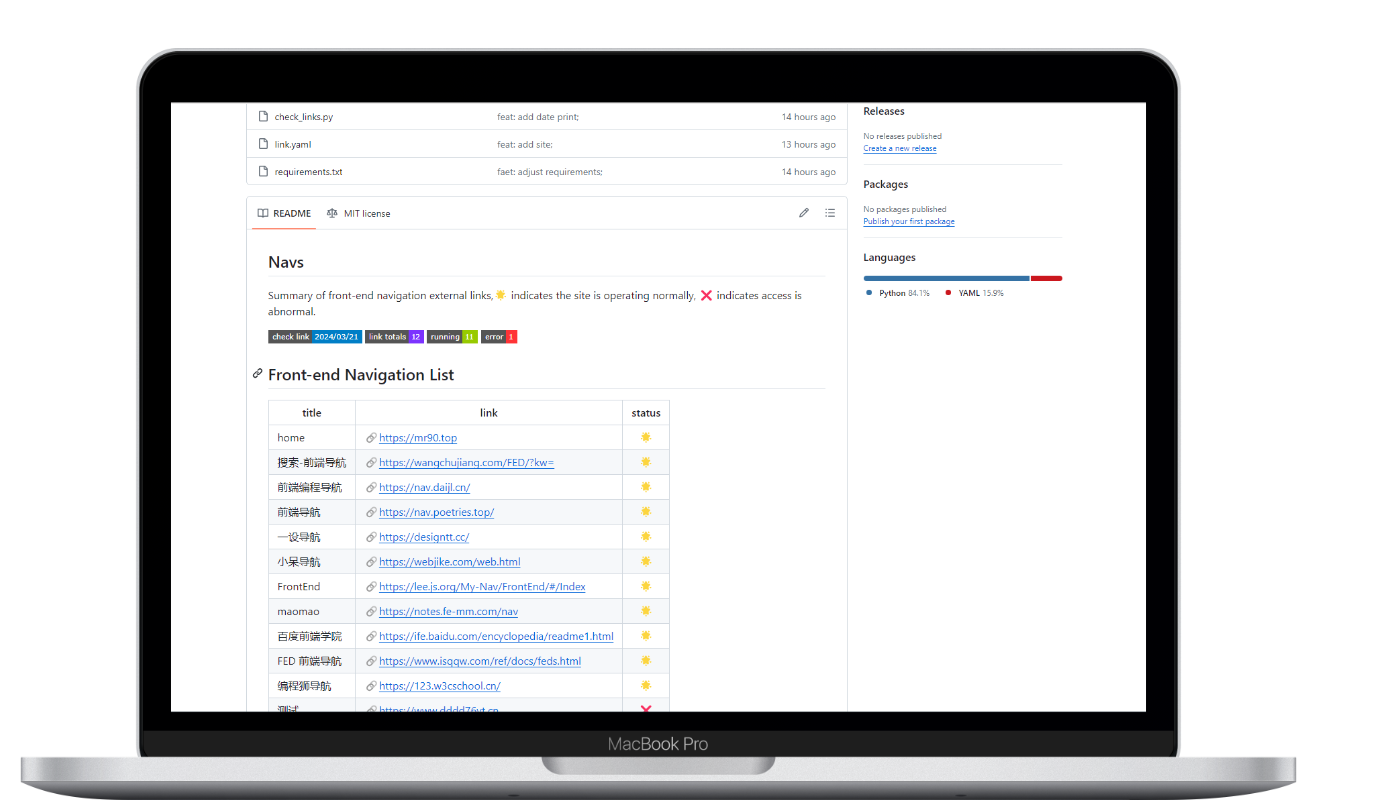 check_links.py feat: add date print; 14 hours ago
link.yaml feat: add site; 13 hours ago
requirements.txt faet: adjust requirements; 14 hours ago
README MIT license
Navs
Summary of front-end navigation external links,🌟 indicates the site is operating normally, ❌ indicates access is
abnormal.
check link 2024/03/21 link totals 12 running 11 error 1
Front-end Navigation List
title link status
home https://mr90.top
搜索-前端导航 https://wangchujiang.com/FED/?kw=
前端编程导航 https://nav.daijl.cn/
前端导航 https://nav.poetries.top/
一设导航 https://designtt.cc/
小呆导航 https://webjike.com/web.html
FrontEnd https://lee.js.org/My-Nav/FrontEnd/#/Index
maomao https://notes.fe-mm.com/nav
百度前端学院 https://ife.baidu.com/encyclopedia/readme1.html
FED 前端导航 https://www.isqqw.com/ref/docs/feds.html
编程狮导航 https://123.w3cschool.cn/
测试 https://www.dddd76yt.cn
Releases
No releases published
Create a new release
Packages
No packages published
Publish your first package
Languages
Python 84.1% YAML 15.9%
MacBook Pro